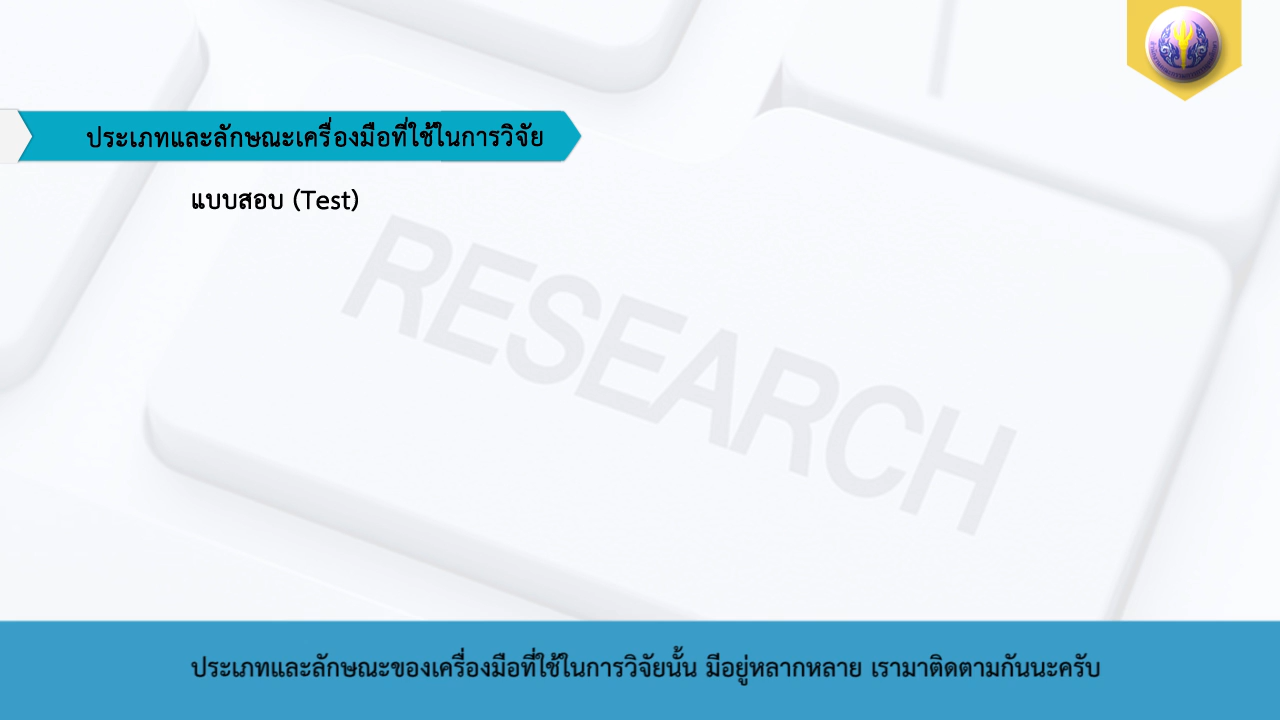 ประเภทและลักษณะเครื่องมือที่ใช้ในการวิจัย
แบบสอบ (Test)
RESEARCH
ประเภทและลักษณะของเครื่องมือที่ใช้ในการวิจัยนั้น มีอยู่หลากหลาย เรามาติดตามกันนะครับ